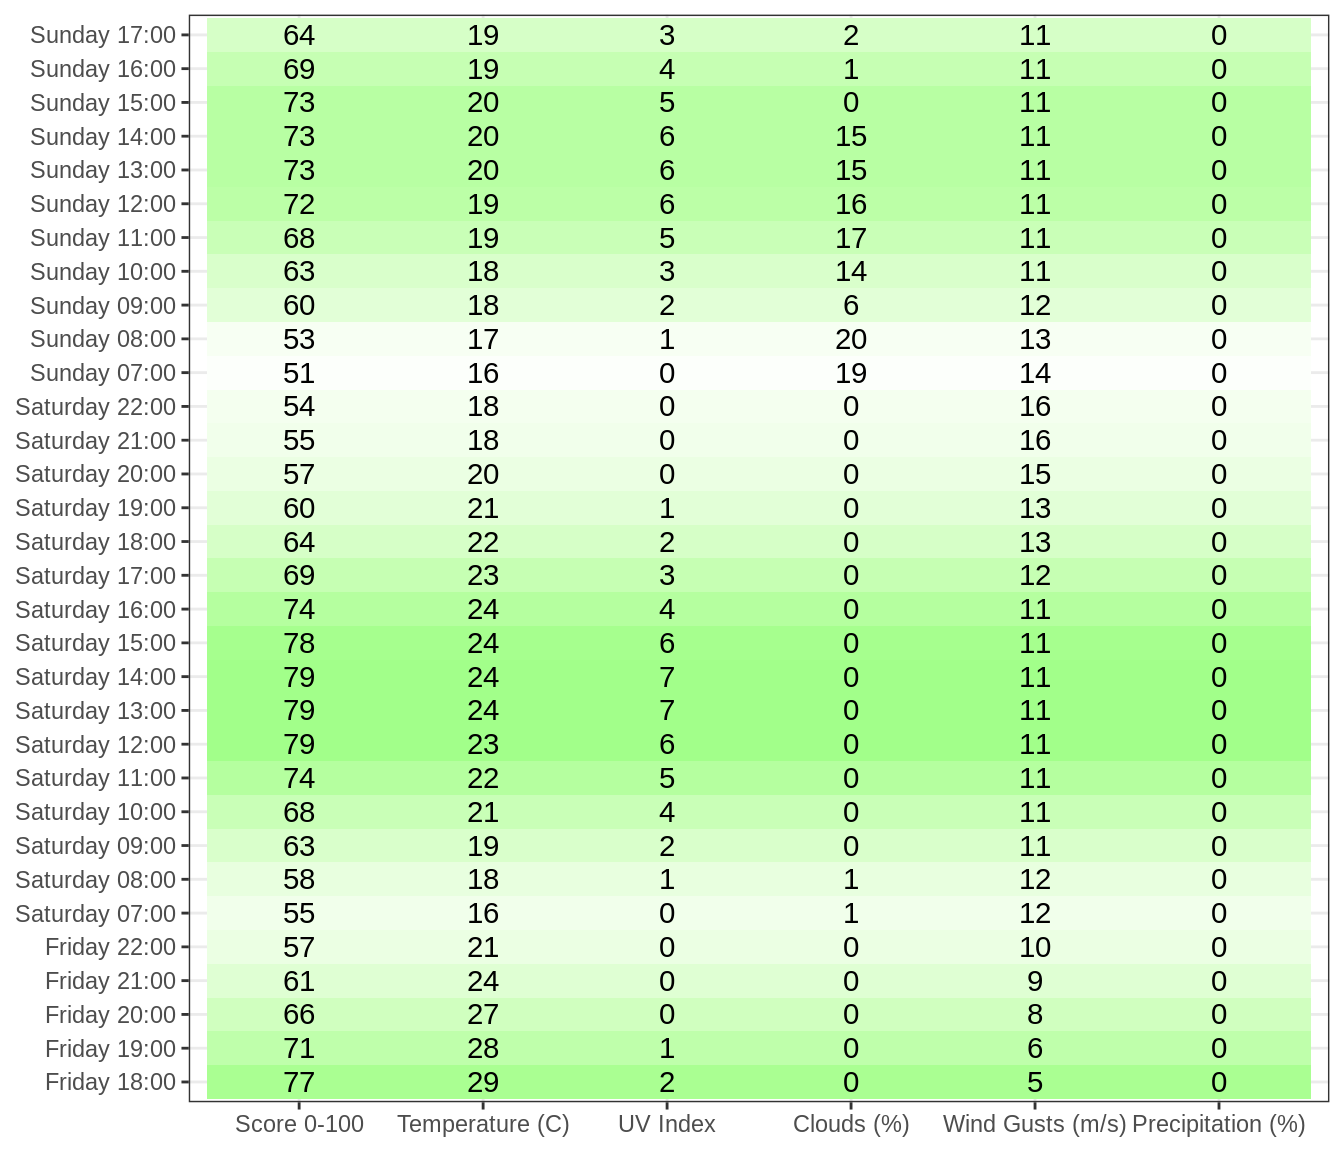 Sunday 17:00 64 19 3 2 11 0
Sunday 16:00 69 19 4 1 11 0
Sunday 15:00 73 20 5 0 11 0
Sunday 14:00 73 20 6 15 11 0
Sunday 13:00 73 20 6 15 11 0
Sunday 12:00 72 19 6 16 11 0
Sunday 11:00 68 19 5 17 11 0
Sunday 10:00 63 18 3 14 11 0
Sunday 09:00 60 18 2 6 12 0
Sunday 08:00 53 17 1 20 13 0
Sunday 07:00 51 16 0 19 14 0
Saturday 22:00 54 18 0 0 16 0
Saturday 21:00 55 18 0 0 16 0
Saturday 20:00 57 20 0 0 15 0
Saturday 19:00 60 21 1 0 13 0
Saturday 18:00 64 22 2 0 13 0
Saturday 17:00 69 23 3 0 12 0
Saturday 16:00 74 24 4 0 11 0
Saturday 15:00 78 24 6 0 11 0
Saturday 14:00 79 24 7 0 11 0
Saturday 13:00 79 24 7 0 11 0
Saturday 12:00 79 23 6 0 11 0
Saturday 11:00 74 22 5 0 11 0
Saturday 10:00 68 21 4 0 11 0
Saturday 09:00 63 19 2 0 11 0
Saturday 08:00 58 18 1 1 12 0
Saturday 07:00 55 16 0 1 12 0
Friday 22:00 57 21 0 0 10 0
Friday 21:00 61 24 0 0 9 0
Friday 20:00 66 27 0 0 8 0
Friday 19:00 71 28 1 0 6 0
Friday 18:00 77 29 2 0 5 0
Score 0-100 Temperature (C) UV Index Clouds (%) Wind Gusts (m/s) Precipitation (%)